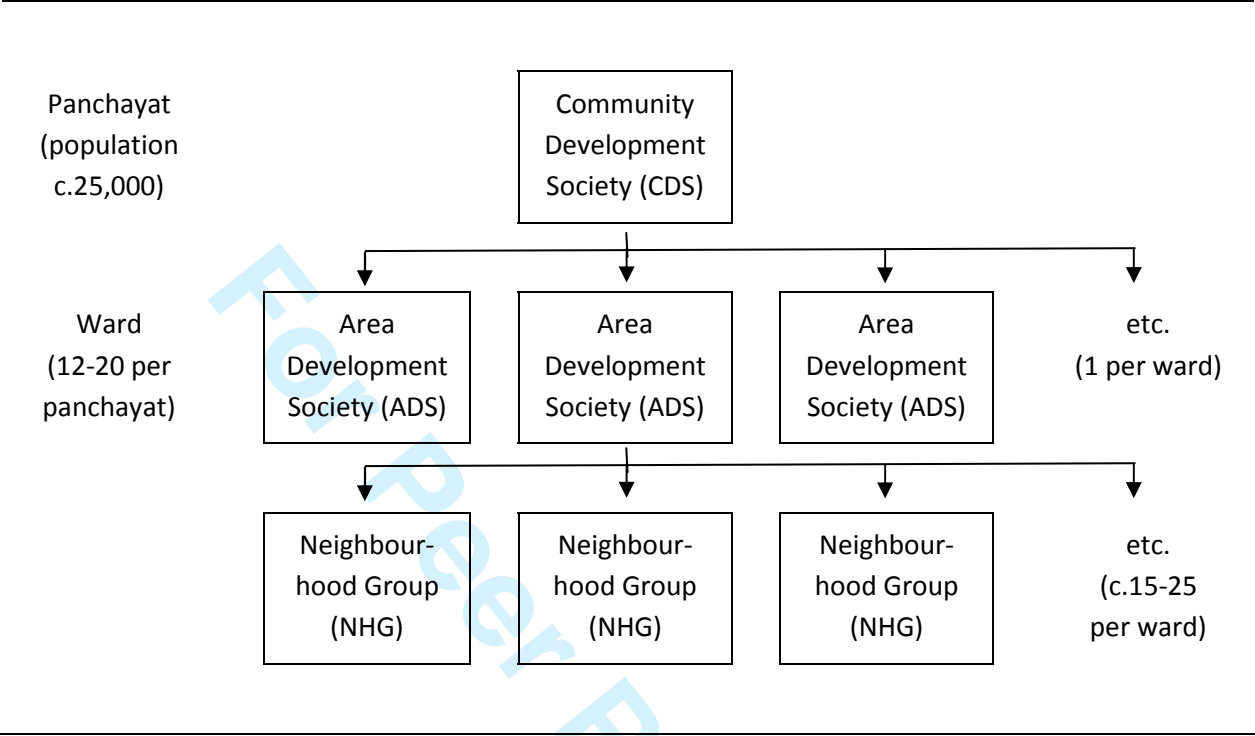 Panchayat
(population
c.25,000)
Community
Development
Society (CDS)
Ward
(12-20 per
panchayat)
Area
Development
Society (ADS)
Area
Development
Society (ADS)
Area
Development
Society (ADS)
etc.
(1 per ward)
Neighbour-
hood Group
(NHG)
Neighbour-
hood Group
(NHG)
Neighbour-
hood Group
(NHG)
etc.
(c.15-25
per ward)
For Peer